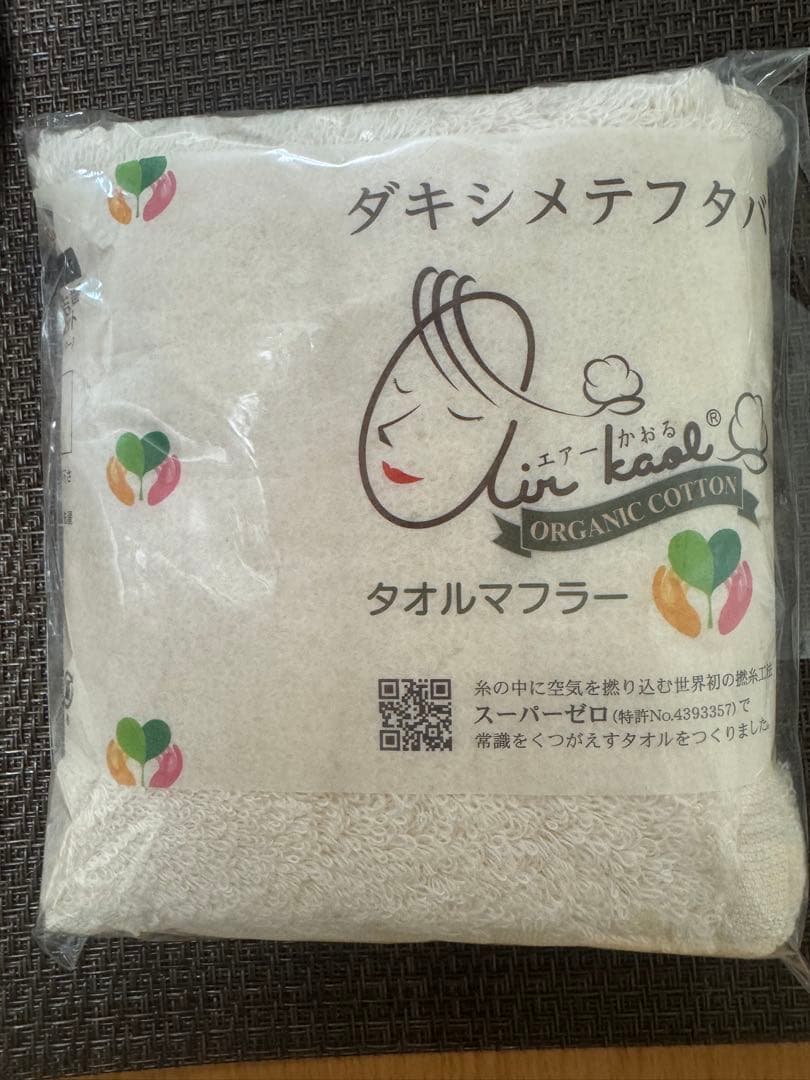 ダキシメテフタバ
エアーかおる
air kaol®
ORGANIC COTTON
タオルマフラー
糸の中に空気を撚り込む世界初の撚糸工法
スーパーゼロ(特許No.4393357)で
常識をくつがえすタオルをつくりました。